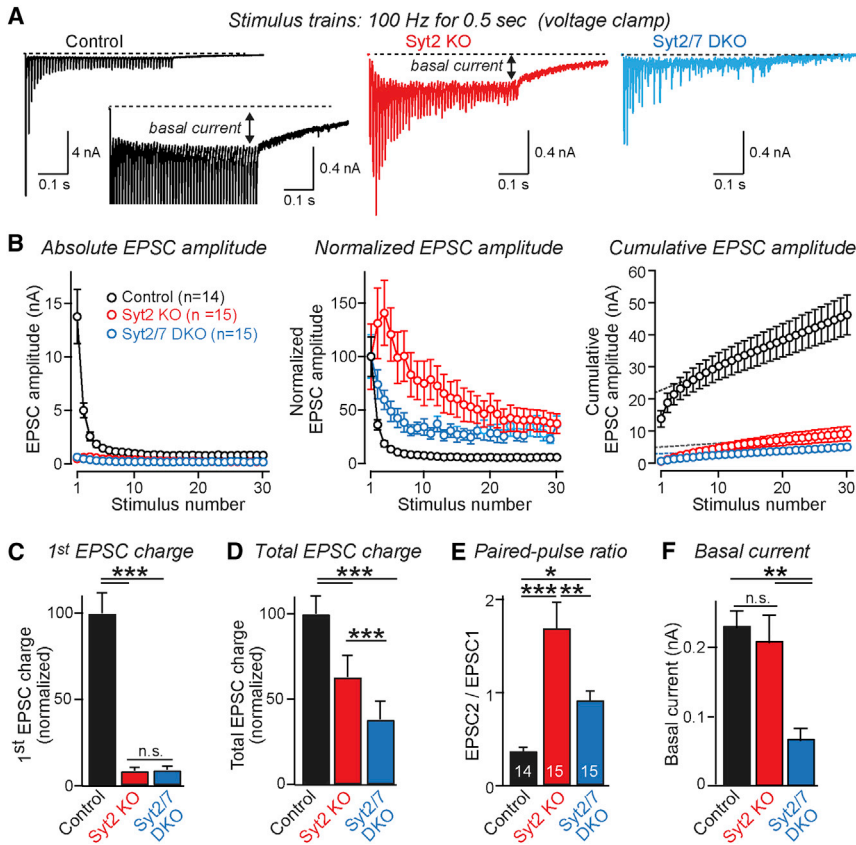 A
Stimulus trains: 100 Hz for 0.5 sec (voltage clamp)
Control
Syt2 KO
Syt2/7 DKO
basal current
basal current
4 nA
0.1 s
0.4 nA
0.1 s
0.4 nA
0.1 s
0.4 nA
0.1 s
B
Absolute EPSC amplitude
Normalized EPSC amplitude
Cumulative EPSC amplitude
EPSC amplitude (nA)
15
10
5
0
Control (n=14)
Syt2 KO (n =15)
Syt2/7 DKO (n=15)
1 10 20 30
Stimulus number
Normalized
EPSC amplitude
150
100
50
0
1 10 20 30
Stimulus number
Cumulative
EPSC amplitude (nA)
60
50
40
30
20
10
0
1 10 20 30
Stimulus number
C
1st EPSC charge
***
n.s.
1st EPSC charge
(normalized)
100
50
0
Control
Syt2 KO
Syt2/7
DKO
D
Total EPSC charge
***
***
Total EPSC charge
(normalized)
100
50
0
Control
Syt2 KO
Syt2/7
DKO
E
Paired-pulse ratio
*
*** **
EPSC2 / EPSC1
2
1
0
14 15 15
Control
Syt2 KO
Syt2/7
DKO
F
Basal current
**
n.s.
Basal current (nA)
0.2
0.1
0
Control
Syt2 KO
Syt2/7
DKO